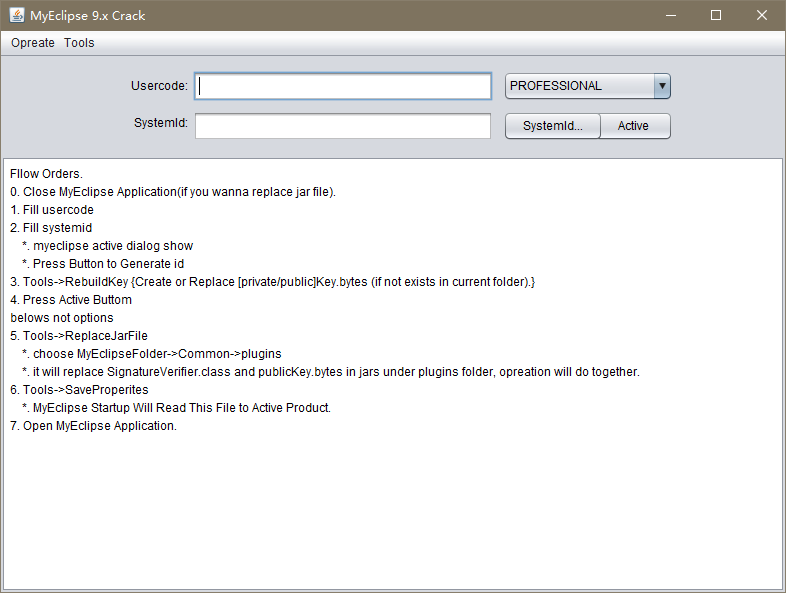 MyEclipse 9.x Crack
Opreate Tools
Usercode:
PROFESSIONAL
SystemId:
SystemId...
Active
Fllow Orders.
0. Close MyEclipse Application(if you wanna replace jar file).
1. Fill usercode
2. Fill systemid
*. myeclipse active dialog show
*. Press Button to Generate id
3. Tools->RebuildKey {Create or Replace [private/public]Key.bytes (if not exists in current folder).}
4. Press Active Buttom
belows not options
5. Tools->ReplaceJarFile
*. choose MyEclipseFolder->Common->plugins
*. it will replace SignatureVerifier.class and publicKey.bytes in jars under plugins folder, opreation will do together.
6. Tools->SaveProperites
*. MyEclipse Startup Will Read This File to Active Product.
7. Open MyEclipse Application.